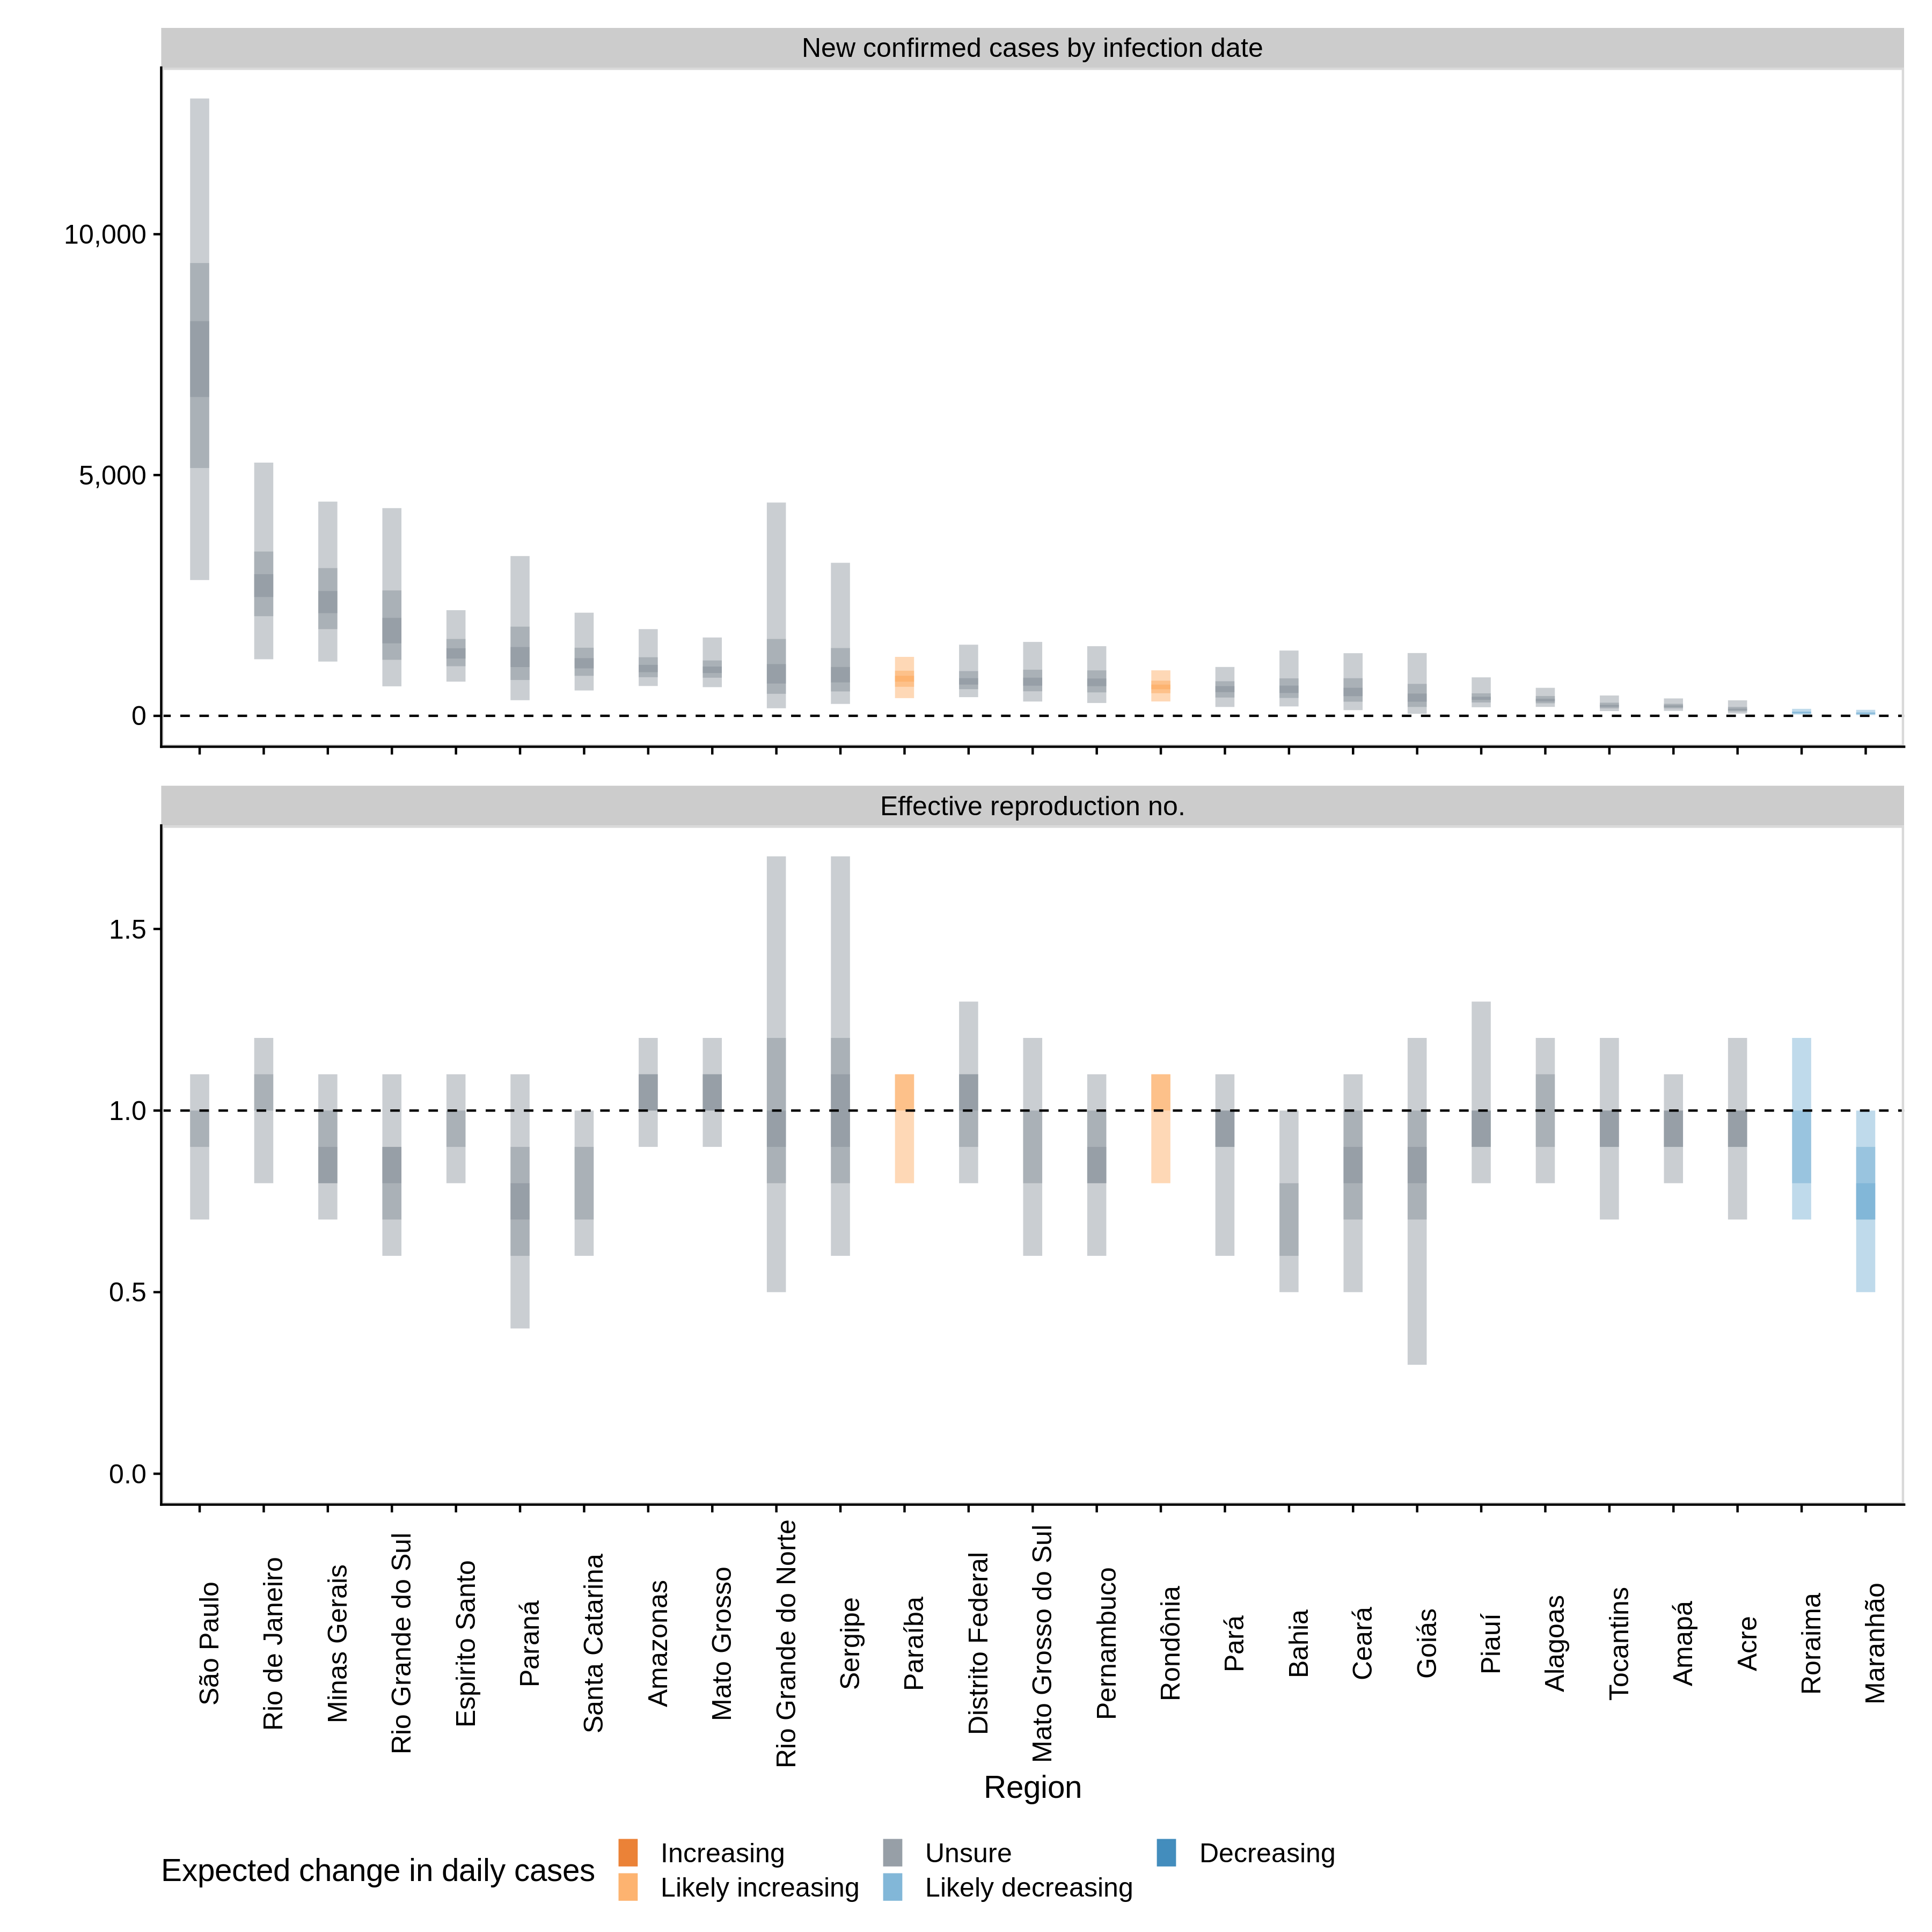 New confirmed cases by infection date
10,000
5,000
0
Effective reproduction no.
1.5
1.0
0.5
0.0
São Paulo
Rio de Janeiro
Minas Gerais
Rio Grande do Sul
Espirito Santo
Paraná
Santa Catarina
Amazonas
Mato Grosso
Rio Grande do Norte
Sergipe
Paraíba
Distrito Federal
Mato Grosso do Sul
Pernambuco
Rondônia
Pará
Bahia
Ceará
Goiás
Piauí
Alagoas
Tocantins
Amapá
Acre
Roraima
Maranhão
Region
Expected change in daily cases
Increasing
Likely increasing
Unsure
Likely decreasing
Decreasing